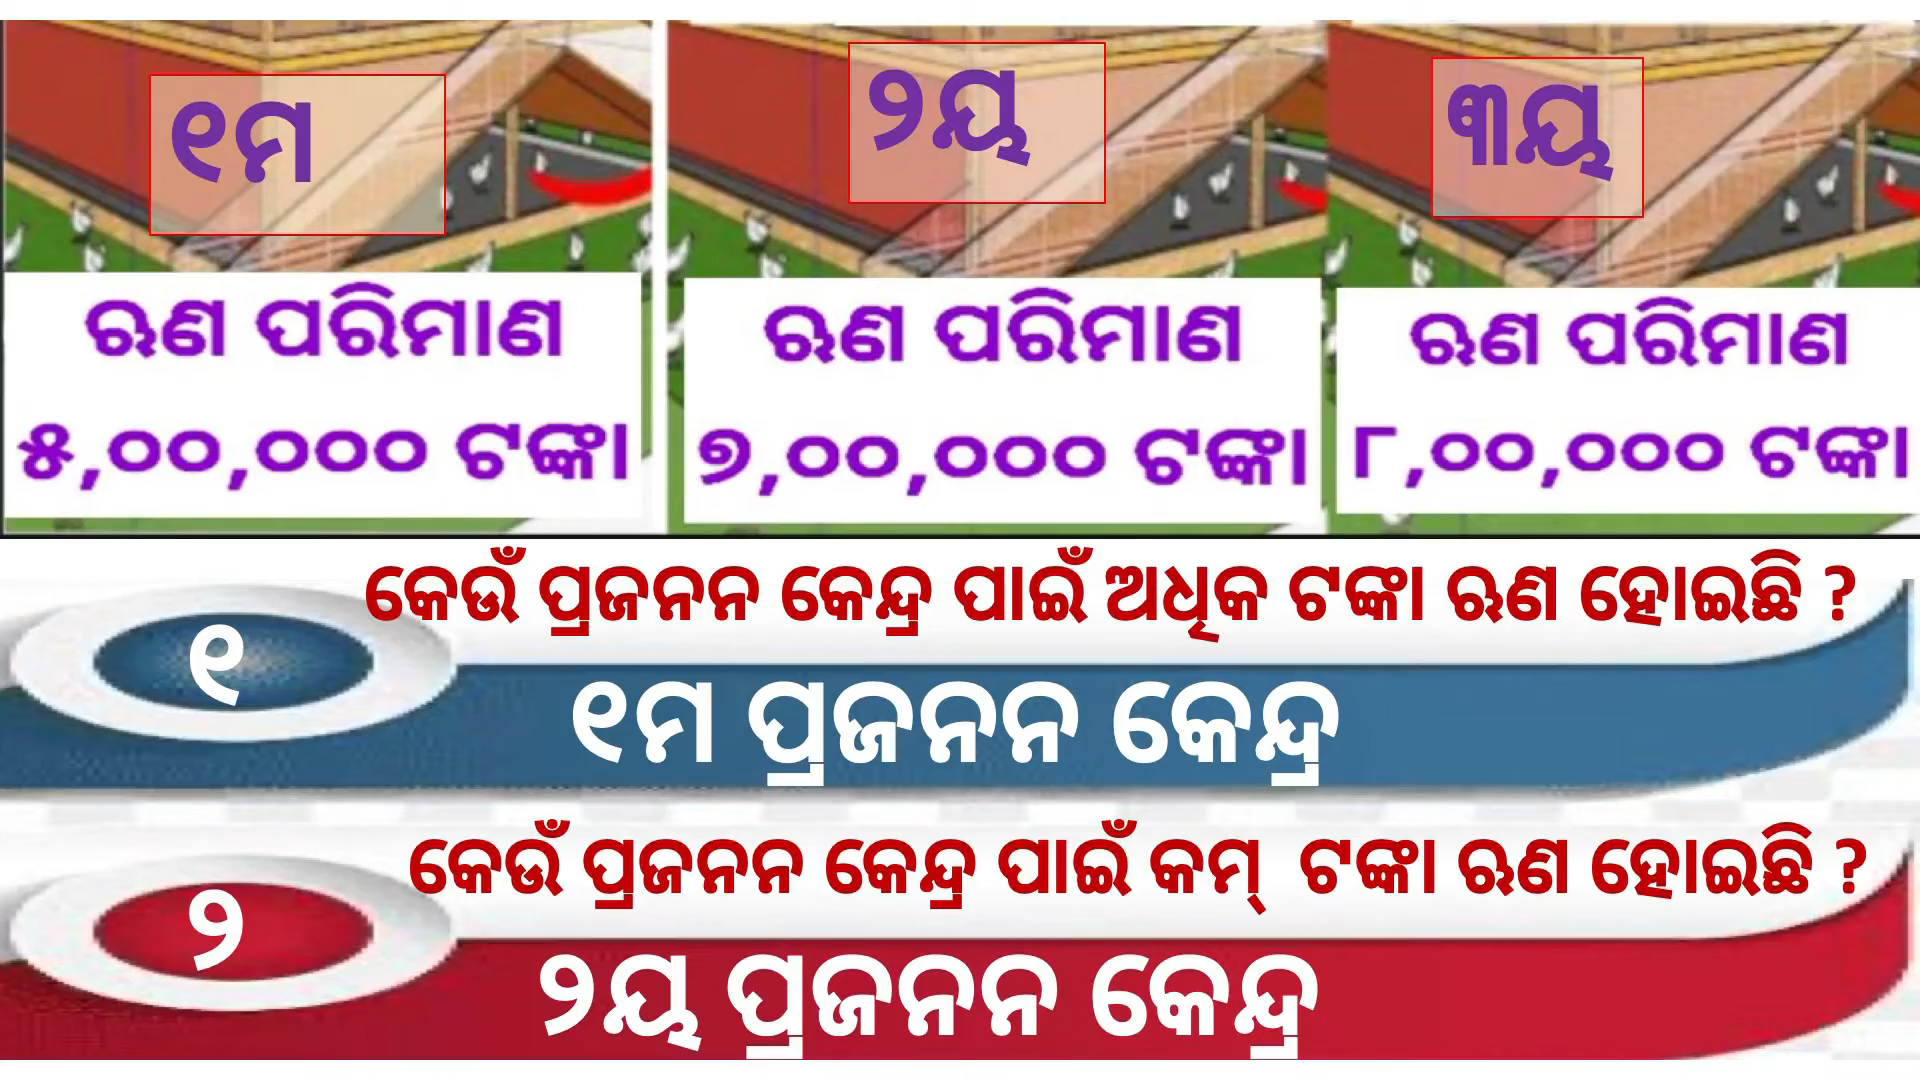 ୧ମ
୨ୟ
୩ୟ
ଋଣ ପରିମାଣ
୫,୦୦,୦୦୦ ଟଙ୍କା
ଋଣ ପରିମାଣ
୭,୦୦,୦୦୦ ଟଙ୍କା
ଋଣ ପରିମାଣ
୮,୦୦,୦୦୦ ଟଙ୍କା
କେଉଁ ପ୍ରଜନନ କେନ୍ଦ୍ର ପାଇଁ ଅଧିକ ଟଙ୍କା ଋଣ ହୋଇଛି ?
୧
୧ମ ପ୍ରଜନନ କେନ୍ଦ୍ର
କେଉଁ ପ୍ରଜନନ କେନ୍ଦ୍ର ପାଇଁ କମ୍ ଟଙ୍କା ଋଣ ହୋଇଛି ?
୨
୨ୟ ପ୍ରଜନନ କେନ୍ଦ୍ର